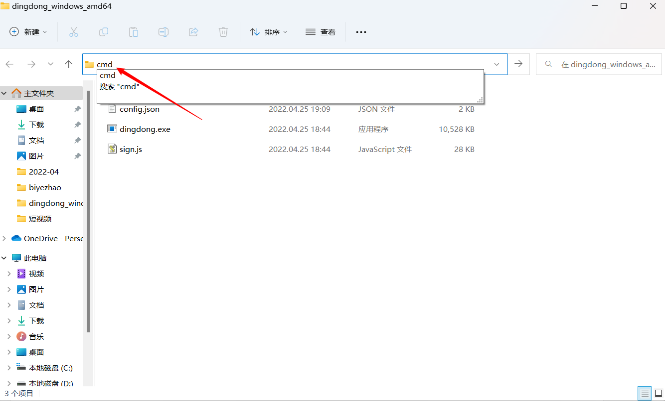 dingdong_windows_amd64
新建
排序
查看
cmd
在 dingdong_windows_a...
cmd
搜索"cmd"
主文件夹
桌面
下载
文档
图片
2022-04
biyezhao
dingdong_wind
短视频
OneDrive - Perso
此电脑
视频
图片
文档
下载
音乐
桌面
本地磁盘 (C:)
本地磁盘 (D:)
config.json 2022.04.25 19:09 JSON 文件 2 KB
dingdong.exe 2022.04.25 18:44 应用程序 10,528 KB
sign.js 2022.04.25 18:44 JavaScript 文件 28 KB
3 个项目